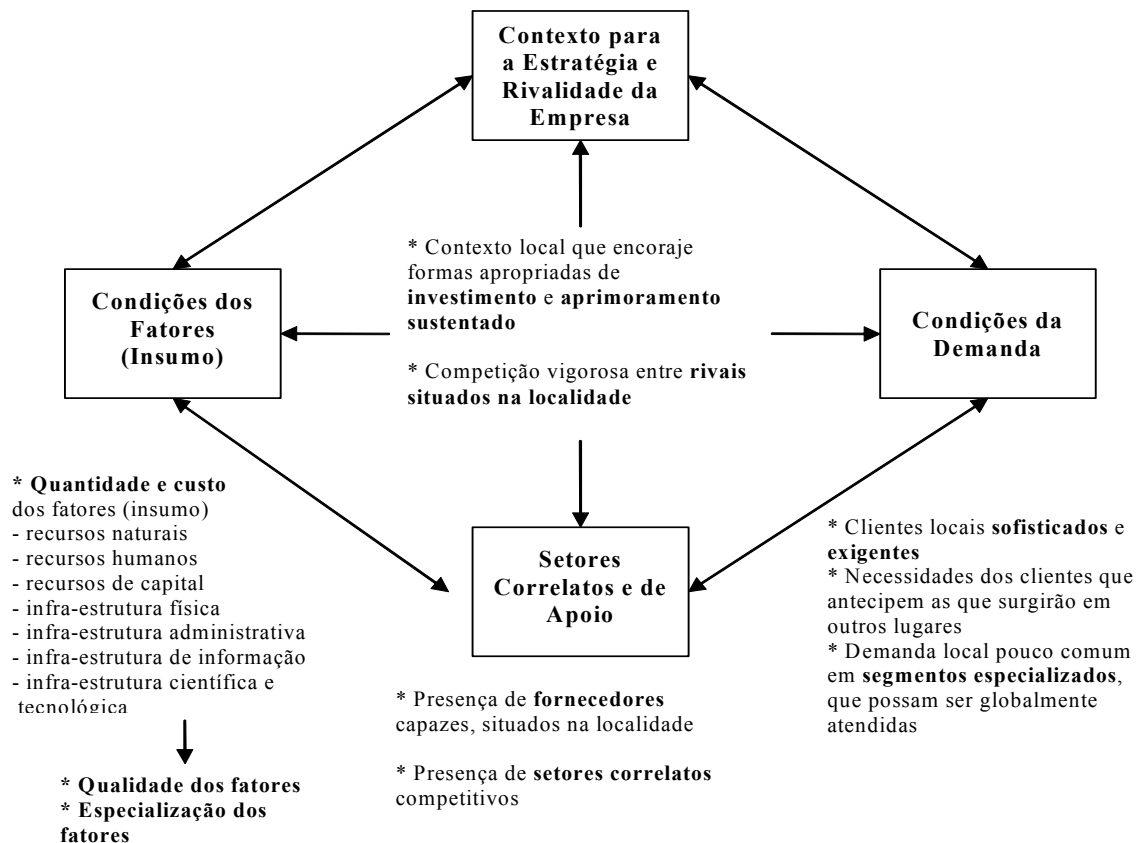 Contexto para
a Estratégia e
Rivalidade da
Empresa
* Contexto local que encoraje
formas apropriadas de
investimento e aprimoramento
sustentado
* Competição vigorosa entre rivais
situados na localidade
Condições dos
Fatores
(Insumo)
Condições da
Demanda
* Quantidade e custo
dos fatores (insumo)
- recursos naturais
- recursos humanos
- recursos de capital
- infra-estrutura física
- infra-estrutura administrativa
- infra-estrutura de informação
- infra-estrutura científica e
tecnológica
* Qualidade dos fatores
* Especialização dos
fatores
Setores
Correlatos e de
Apoio
* Presença de fornecedores
capazes, situados na localidade
* Presença de setores correlatos
competitivos
* Clientes locais sofisticados e
exigentes
* Necessidades dos clientes que
antecipem as que surgirão em
outros lugares
* Demanda local pouco comum
em segmentos especializados,
que possam ser globalmente
atendidas